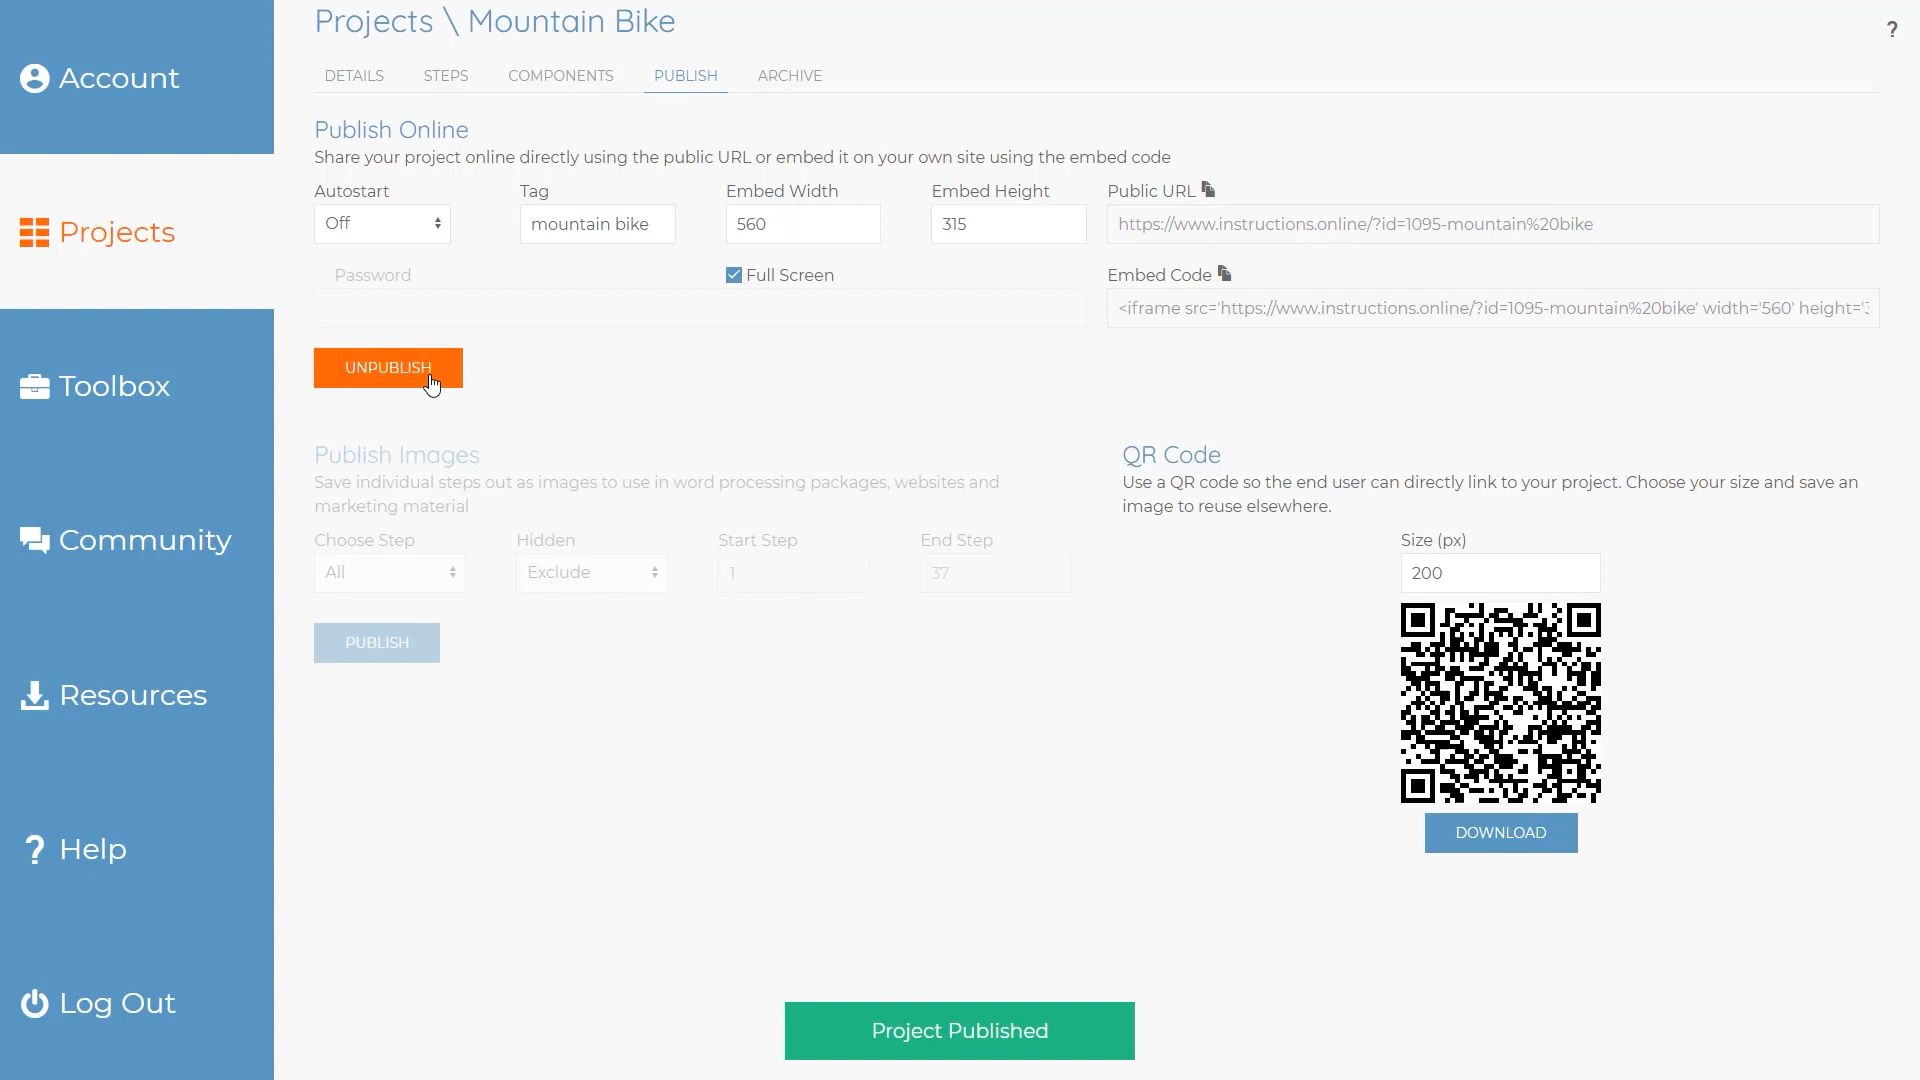 Account
Projects
Toolbox
Community
Resources
? Help
Log Out
Projects \ Mountain Bike
?
DETAILS STEPS COMPONENTS PUBLISH ARCHIVE
Publish Online
Share your project online directly using the public URL or embed it on your own site using the embed code
Autostart Tag Embed Width Embed Height Public URL
Off mountain bike 560 315 https://www.instructions.online/?id=1095-mountain%20bike
Password Full Screen Embed Code
<iframe src='https://www.instructions.online/?id=1095-mountain%20bike' width='560' height='
UNPUBLISH
Publish Images
Save individual steps out as images to use in word processing packages, websites and
marketing material
Choose Step Hidden Start Step End Step
All Exclude 1 37
PUBLISH
QR Code
Use a QR code so the end user can directly link to your project. Choose your size and save an
image to reuse elsewhere.
Size (px)
200
DOWNLOAD
Project Published